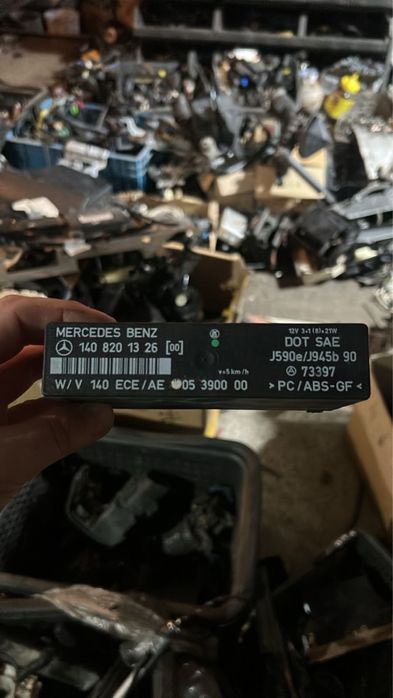 MERCEDES BENZ
140 820 13 26 [00]
W/V 140 ECE/AE 05 3900 00
v=5km/h
12V 3+1(8)×21W
DOT SAE
J590e/J945b 90
73397
>PC/ABS-GF<